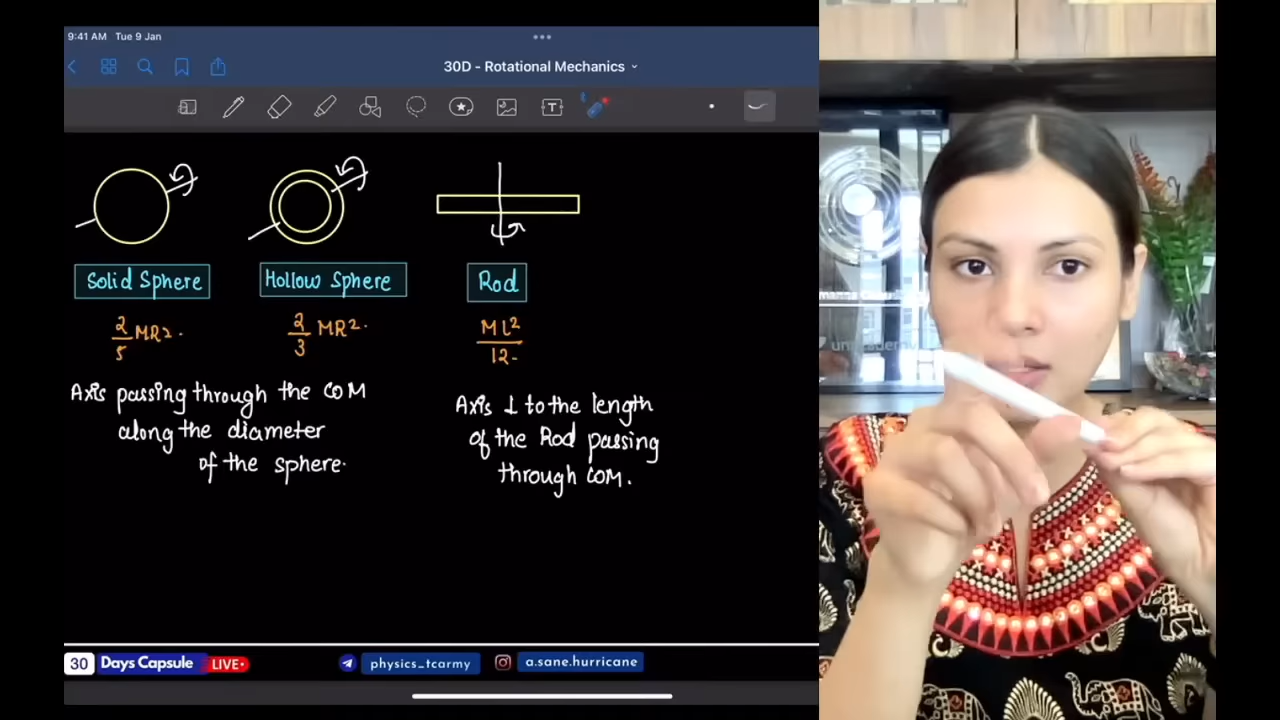 9:41 AM Tue 9 Jan
30D - Rotational Mechanics
Solid Sphere
Hollow Sphere
Rod
2/5 MR².
2/3 MR².
ML²/12.
Axis passing through the COM
along the diameter
of the sphere.
Axis ⊥ to the length
of the Rod passing
through COM.
30 Days Capsule LIVE
physics_tcarmy
a.sane.hurricane